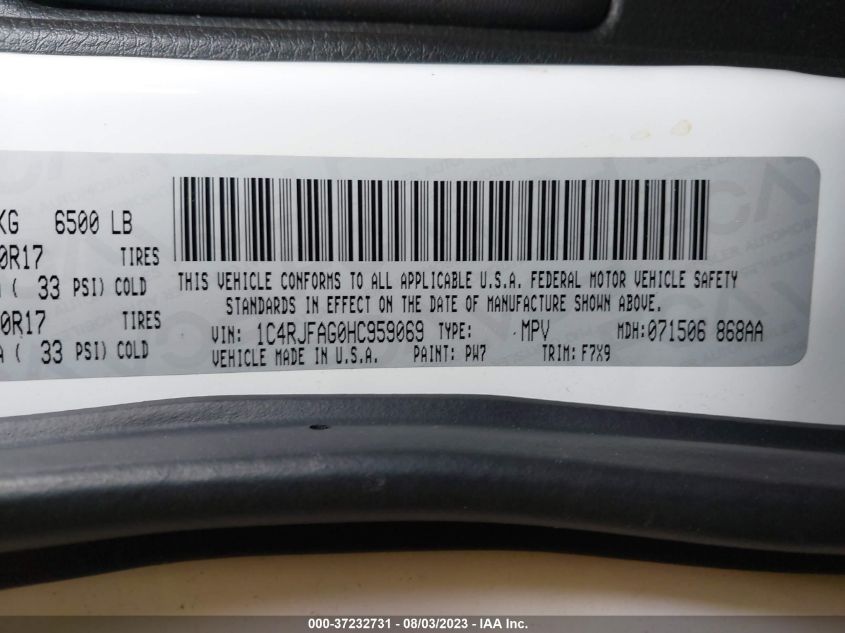 KG 6500 LB
0R17 TIRES
( 33 PSI) COLD
0R17 TIRES
A ( 33 PSI) COLD
THIS VEHICLE CONFORMS TO ALL APPLICABLE U.S.A. FEDERAL MOTOR VEHICLE SAFETY
STANDARDS IN EFFECT ON THE DATE OF MANUFACTURE SHOWN ABOVE.
VIN: 1C4RJFAG0HC959069 TYPE: MPV MDH:071506 868AA
VEHICLE MADE IN U.S.A. PAINT: PW7 TRIM: F7X9
000-37232731 - 08/03/2023 - IAA Inc.